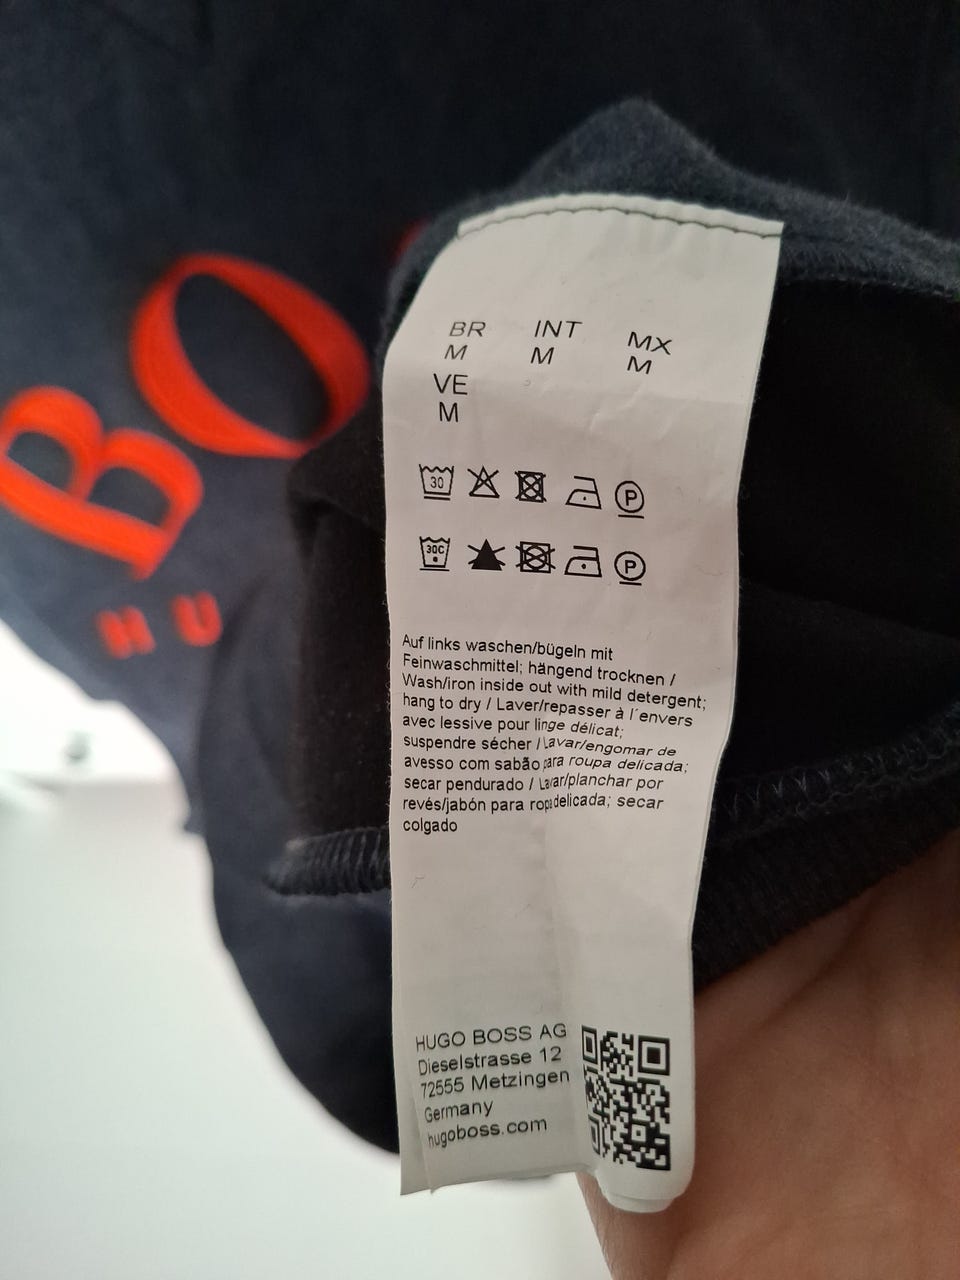 BO
HU
BR INT MX
M M M
VE
M
30
P
30C
P
Auf links waschen/bügeln mit
Feinwaschmittel; hängend trocknen /
Wash/iron inside out with mild detergent;
hang to dry / Laver/repasser à l´envers
avec lessive pour linge délicat;
suspendre sécher / Lavar/engomar de
avesso com sabão para roupa delicada;
secar pendurado / Lavar/planchar por
revés/jabón para ropa delicada; secar
colgado
HUGO BOSS AG
Dieselstrasse 12
72555 Metzingen
Germany
hugoboss.com